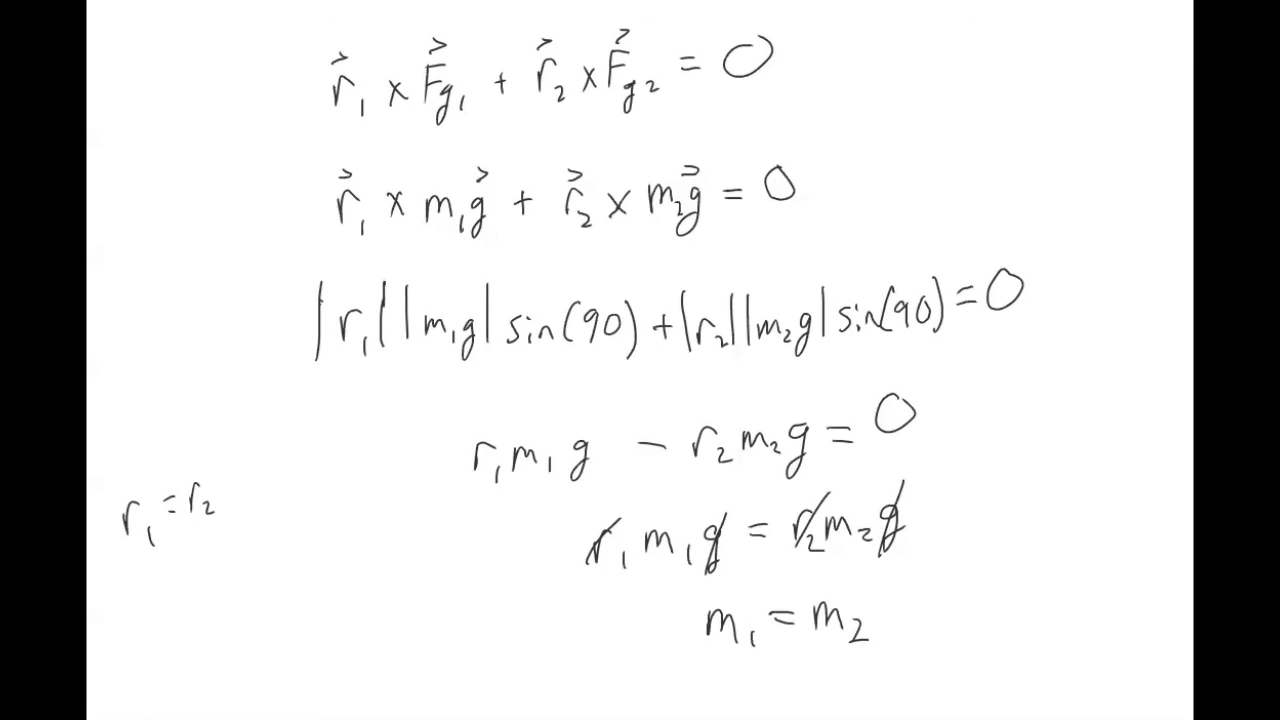 r⃗₁ × F⃗g₁ + r⃗₂ × F⃗g₂ = 0
r⃗₁ × m₁g⃗ + r⃗₂ × m₂g⃗ = 0
|r₁||m₁g| sin(90) + |r₂||m₂g| sin(90) = 0
r₁m₁g − r₂m₂g = 0
r₁ = r₂
r₁m₁g = r₂m₂g
m₁ = m₂